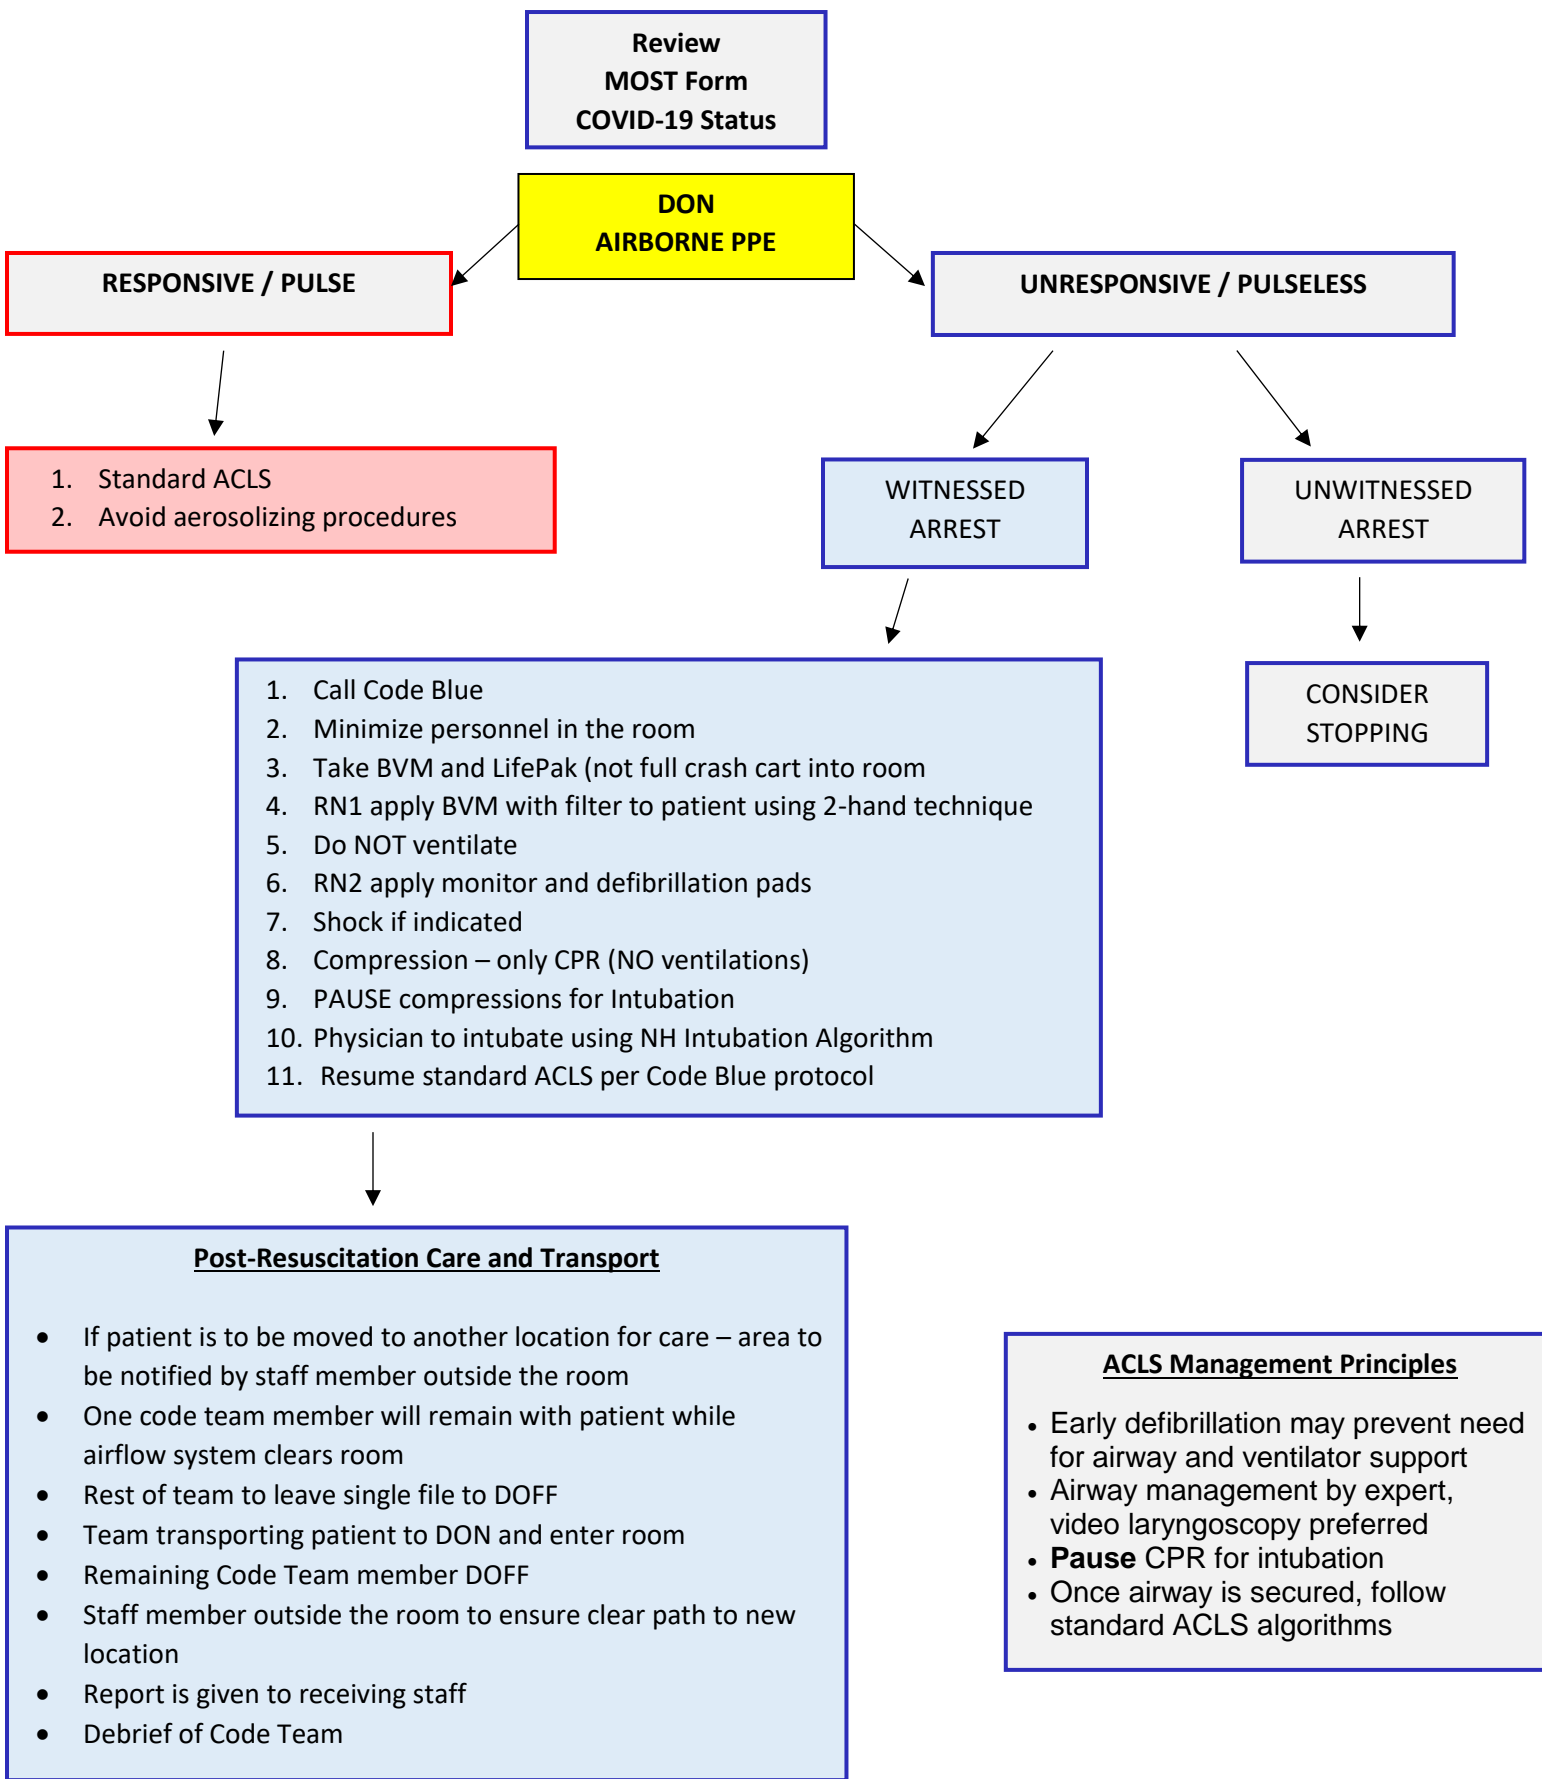 Review
MOST Form
COVID-19 Status
DON
AIRBORNE PPE
RESPONSIVE / PULSE
UNRESPONSIVE / PULSELESS
1. Standard ACLS
2. Avoid aerosolizing procedures
WITNESSED
ARREST
UNWITNESSED
ARREST
1. Call Code Blue
2. Minimize personnel in the room
3. Take BVM and LifePak (not full crash cart into room
4. RN1 apply BVM with filter to patient using 2-hand technique
5. Do NOT ventilate
6. RN2 apply monitor and defibrillation pads
7. Shock if indicated
8. Compression – only CPR (NO ventilations)
9. PAUSE compressions for Intubation
10. Physician to intubate using NH Intubation Algorithm
11. Resume standard ACLS per Code Blue protocol
CONSIDER
STOPPING
Post-Resuscitation Care and Transport
• If patient is to be moved to another location for care – area to
be notified by staff member outside the room
• One code team member will remain with patient while
airflow system clears room
• Rest of team to leave single file to DOFF
• Team transporting patient to DON and enter room
• Remaining Code Team member DOFF
• Staff member outside the room to ensure clear path to new
location
• Report is given to receiving staff
• Debrief of Code Team
ACLS Management Principles
• Early defibrillation may prevent need
for airway and ventilator support
• Airway management by expert,
video laryngoscopy preferred
• Pause CPR for intubation
• Once airway is secured, follow
standard ACLS algorithms